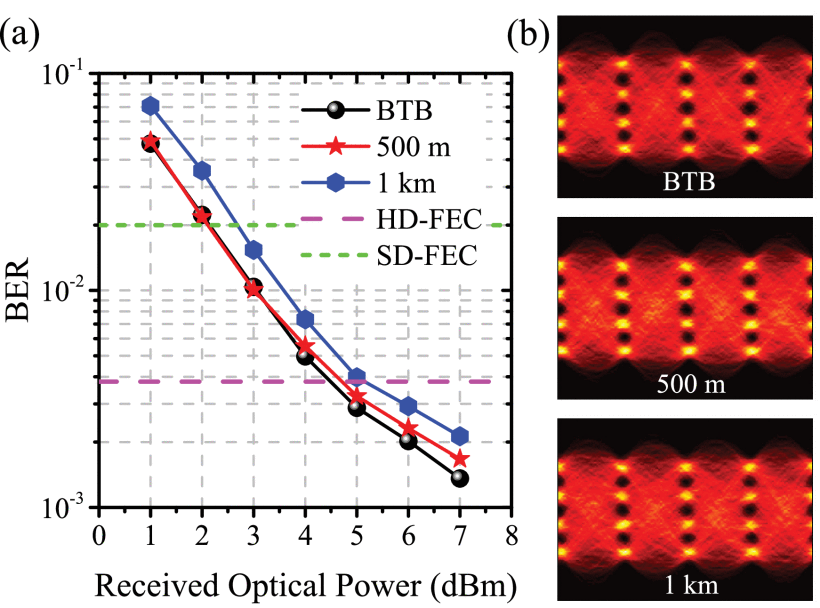 (a)
(b)
10⁻¹
10⁻²
10⁻³
BER
BTB
500 m
1 km
HD-FEC
SD-FEC
0 1 2 3 4 5 6 7 8
Received Optical Power (dBm)
BTB
500 m
1 km